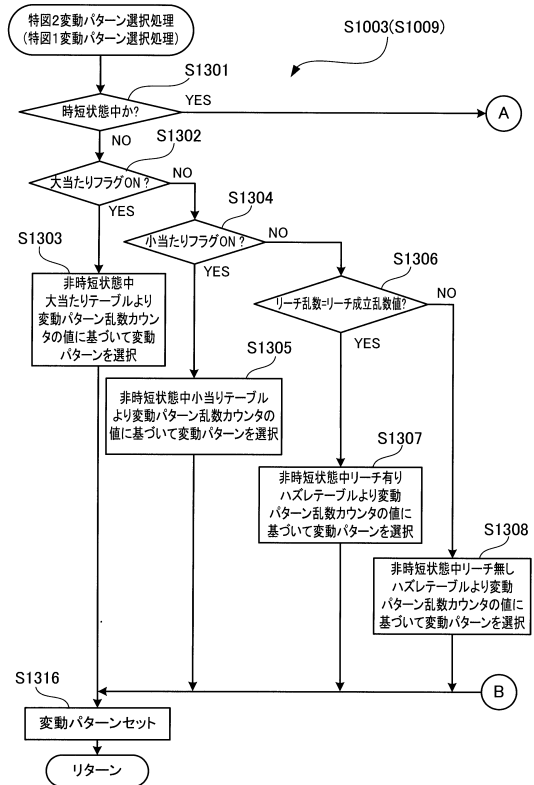 特図2変動パターン選択処理
(特図1変動パターン選択処理)
S1003(S1009)
S1301
時短状態中か?
YES
A
NO
S1302
大当たりフラグON?
NO
YES
S1304
小当たりフラグON?
NO
YES
S1303
非時短状態中
大当たりテーブルより
変動パターン乱数カウン
タの値に基づいて変動
パターンを選択
S1306
リーチ乱数=リーチ成立乱数値?
NO
YES
S1305
非時短状態中小当りテーブル
より変動パターン乱数カウンタの
値に基づいて変動パターンを選択
S1307
非時短状態中リーチ有り
ハズレテーブルより変動
パターン乱数カウンタの値に
基づいて変動パターンを選択
S1308
非時短状態中リーチ無し
ハズレテーブルより変動
パターン乱数カウンタの値に
基づいて変動パターンを選択
B
S1316
変動パターンセット
リターン